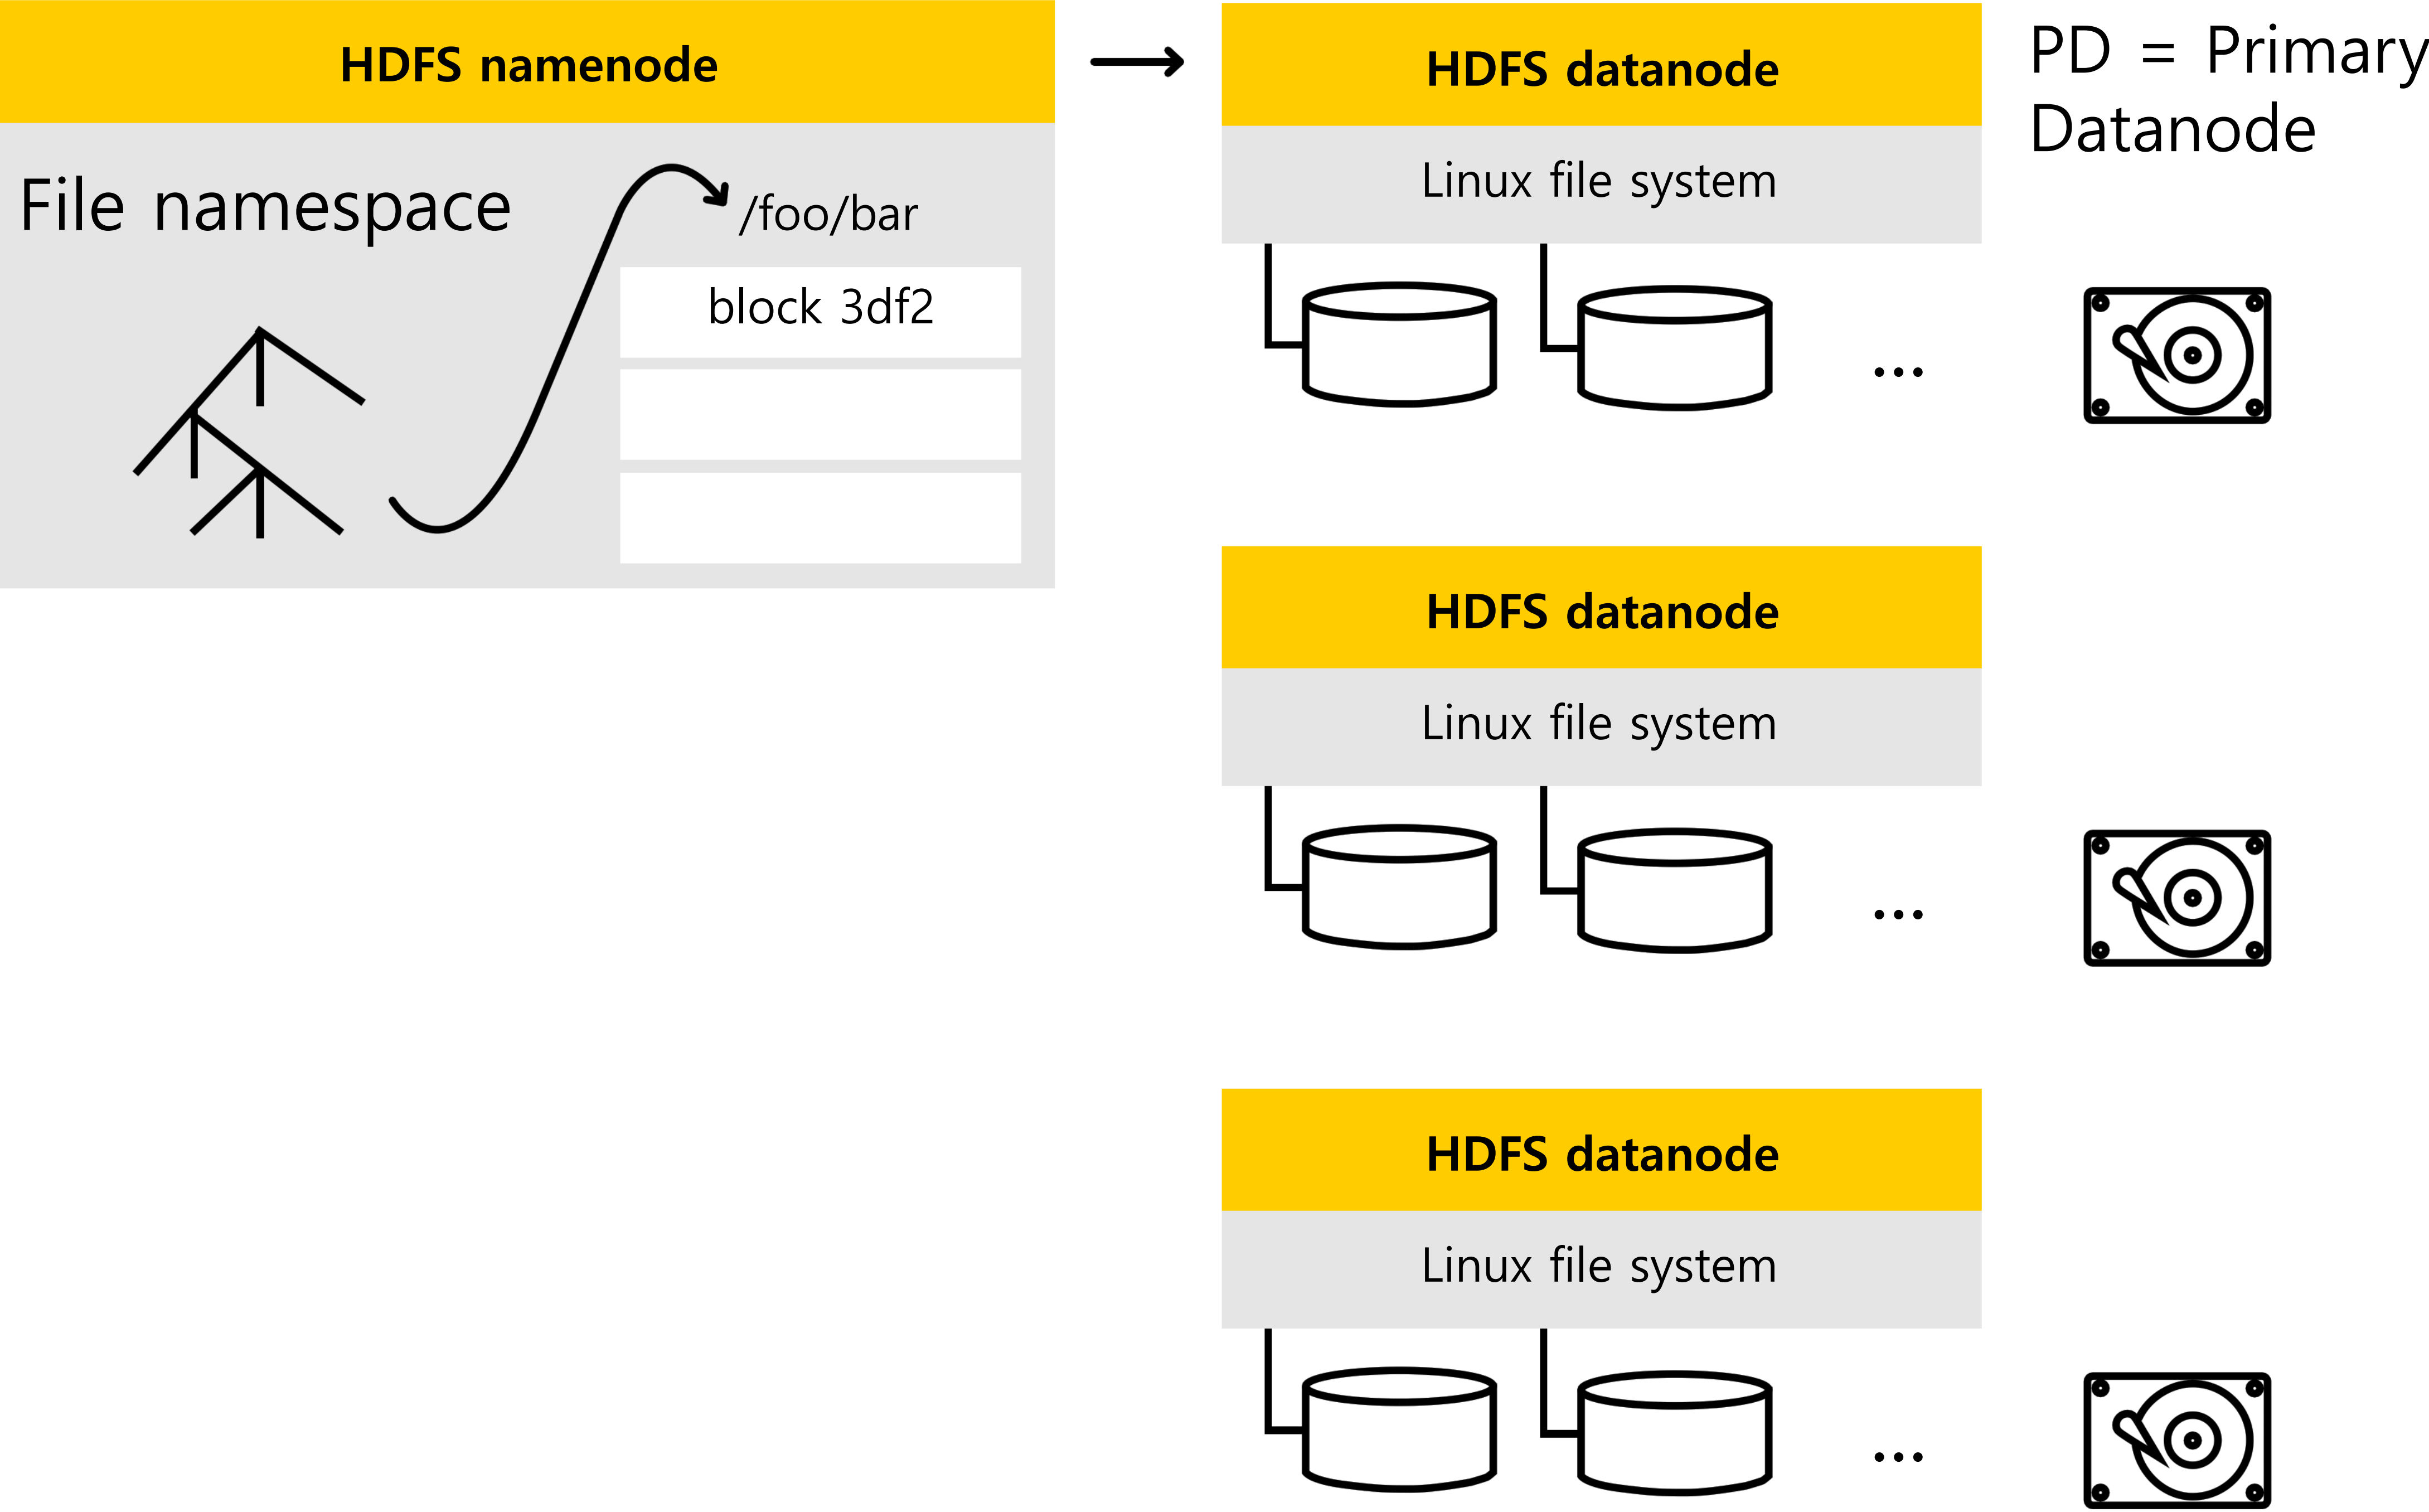 HDFS namenode
File namespace
/foo/bar
block 3df2
HDFS datanode
Linux file system
...
PD = Primary
Datanode
HDFS datanode
Linux file system
...
HDFS datanode
Linux file system
...